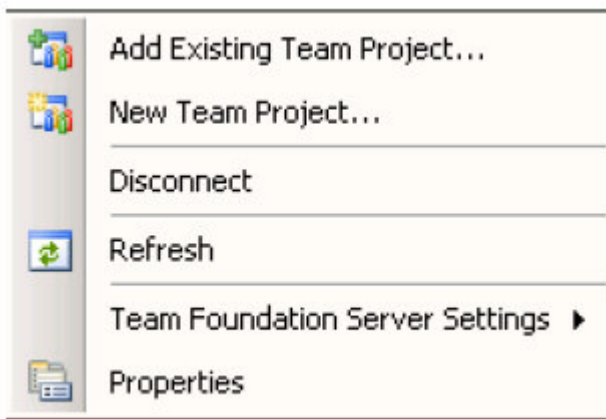 Add Existing Team Project...
New Team Project...
Disconnect
Refresh
Team Foundation Server Settings
Properties